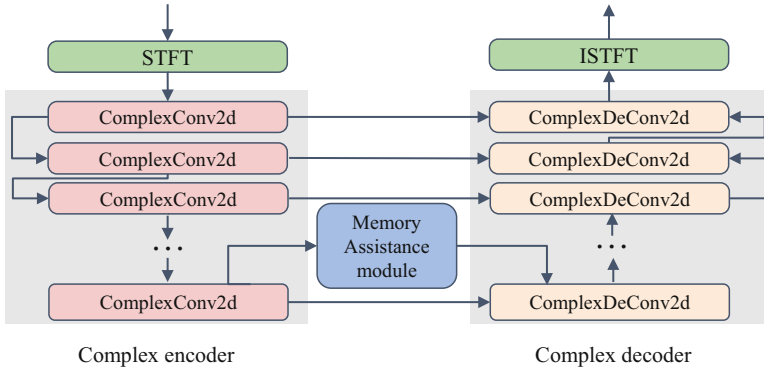 STFT
ISTFT
ComplexConv2d
ComplexDeConv2d
ComplexConv2d
ComplexDeConv2d
ComplexConv2d
ComplexDeConv2d
Memory
Assistance
module
...
...
ComplexConv2d
ComplexDeConv2d
Complex encoder
Complex decoder